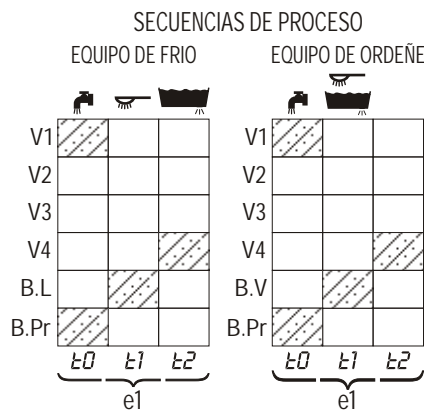 SECUENCIAS DE PROCESO
EQUIPO DE FRIO
V1
V2
V3
V4
B.L
B.Pr
t0 t1 t2
e1
EQUIPO DE ORDEÑE
V1
V2
V3
V4
B.V
B.Pr
t0 t1 t2
e1